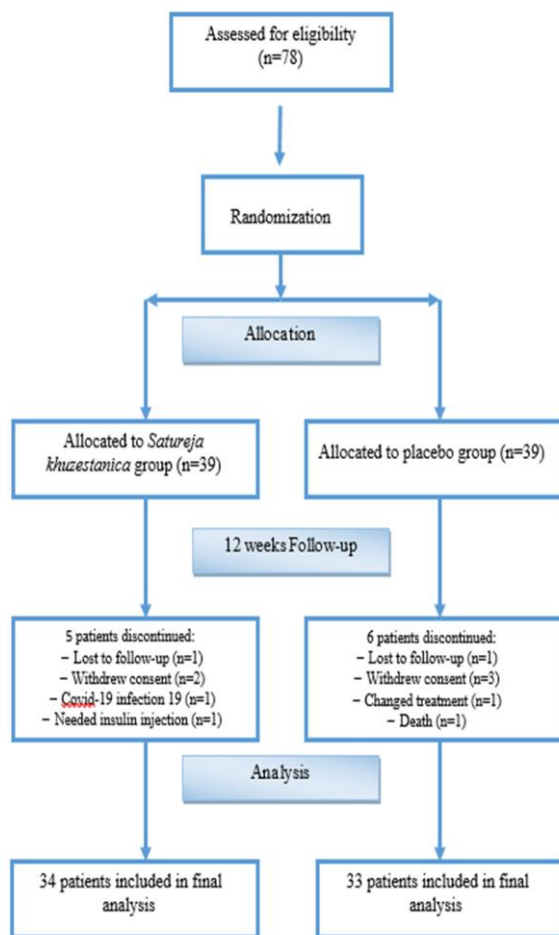 Assessed for eligibility
(n=78)
Randomization
Allocation
Allocated to Satureja
khuzestanica group (n=39)
Allocated to placebo group (n=39)
12 weeks Follow-up
5 patients discontinued:
– Lost to follow-up (n=1)
– Withdrew consent (n=2)
– Covid-19 infection 19 (n=1)
– Needed insulin injection (n=1)
6 patients discontinued:
– Lost to follow-up (n=1)
– Withdrew consent (n=3)
– Changed treatment (n=1)
– Death (n=1)
Analysis
34 patients included in final
analysis
33 patients included in final
analysis